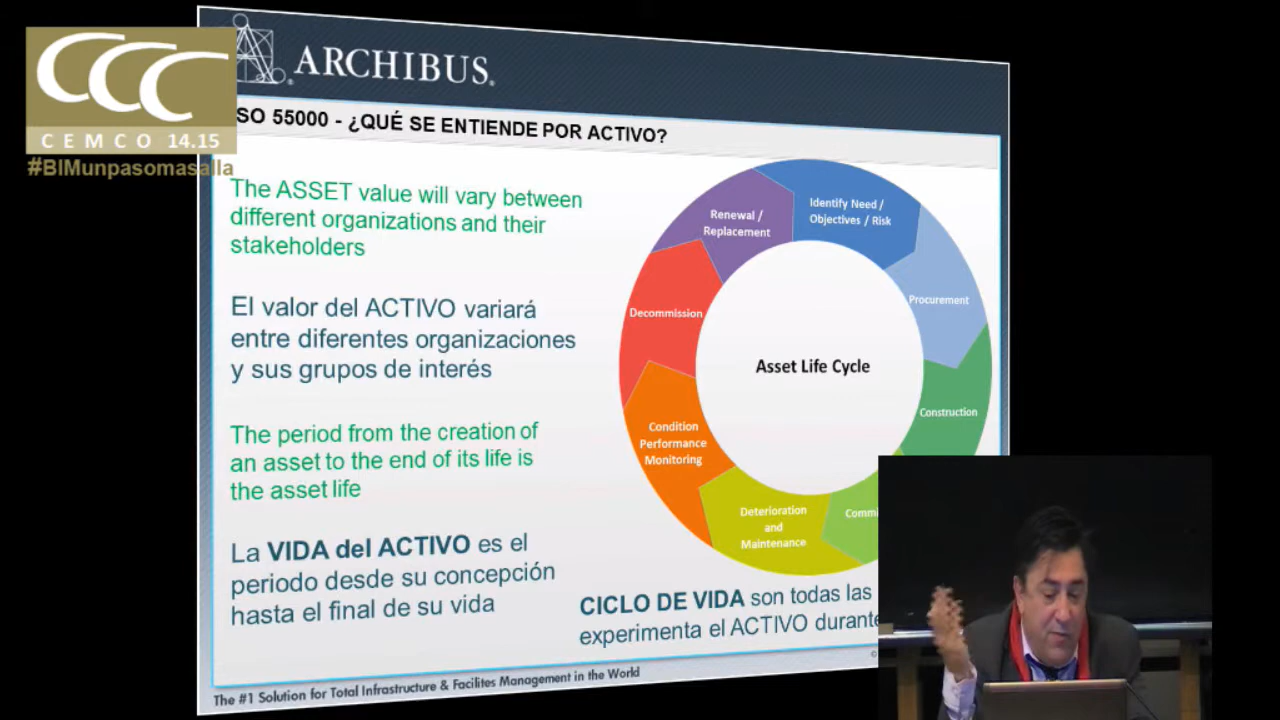 CCC
CEMCO 14.15
#BIMunpasomasalla
ARCHIBUS
SO 55000 - ¿QUÉ SE ENTIENDE POR ACTIVO?
The ASSET value will vary between
different organizations and their
stakeholders
El valor del ACTIVO variará
entre diferentes organizaciones
y sus grupos de interés
The period from the creation of
an asset to the end of its life is
the asset life
La VIDA del ACTIVO es el
periodo desde su concepción
hasta el final de su vida
Identify Need /
Objectives / Risk
Procurement
Construction
Commi
Deterioration
and
Maintenance
Condition
Performance
Monitoring
Decommission
Renewal /
Replacement
Asset Life Cycle
CICLO DE VIDA son todas las
experimenta el ACTIVO durante
The #1 Solution for Total Infrastructure & Facilites Management in the World